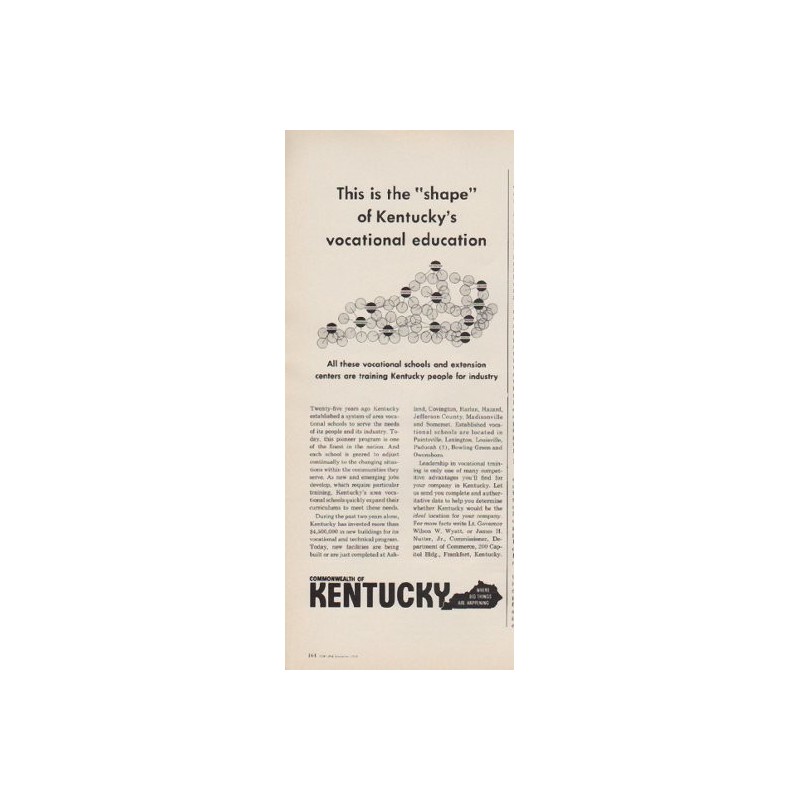 This is the "shape"
of Kentucky's
vocational education
All these vocational schools and extension
centers are training Kentucky people for industry
Twenty-five years ago Kentucky
established a system of area voca-
tional schools to serve the needs
of its people and its industry. To-
day, this pioneer program is one
of the finest in the nation. And
each school is geared to adjust
continually to the changing situa-
tions within the communities they
serve. As new and emerging jobs
develop, which require particular
training, Kentucky's area voca-
tional schools quickly expand their
curriculums to meet these needs.
During the past two years alone,
Kentucky has invested more than
$4,500,000 in new buildings for its
vocational and technical program.
Today, new facilities are being
built or are just completed at Ash-
land, Covington, Harlan, Hazard,
Jefferson County, Madisonville
and Somerset. Established voca-
tional schools are located in
Paintsville, Lexington, Louisville,
Paducah (2), Bowling Green and
Owensboro.
Leadership in vocational train-
ing is only one of many compet-
itive advantages you'll find for
your company in Kentucky. Let
us send you complete and author-
itative data to help you determine
whether Kentucky would be the
ideal location for your company.
For more facts write Lt. Governor
Wilson W. Wyatt, or James H.
Nutter, Jr., Commissioner, De-
partment of Commerce, 200 Cap-
itol Bldg., Frankfort, Kentucky.
COMMONWEALTH OF
KENTUCKY
WHERE
BIG THINGS
ARE HAPPENING